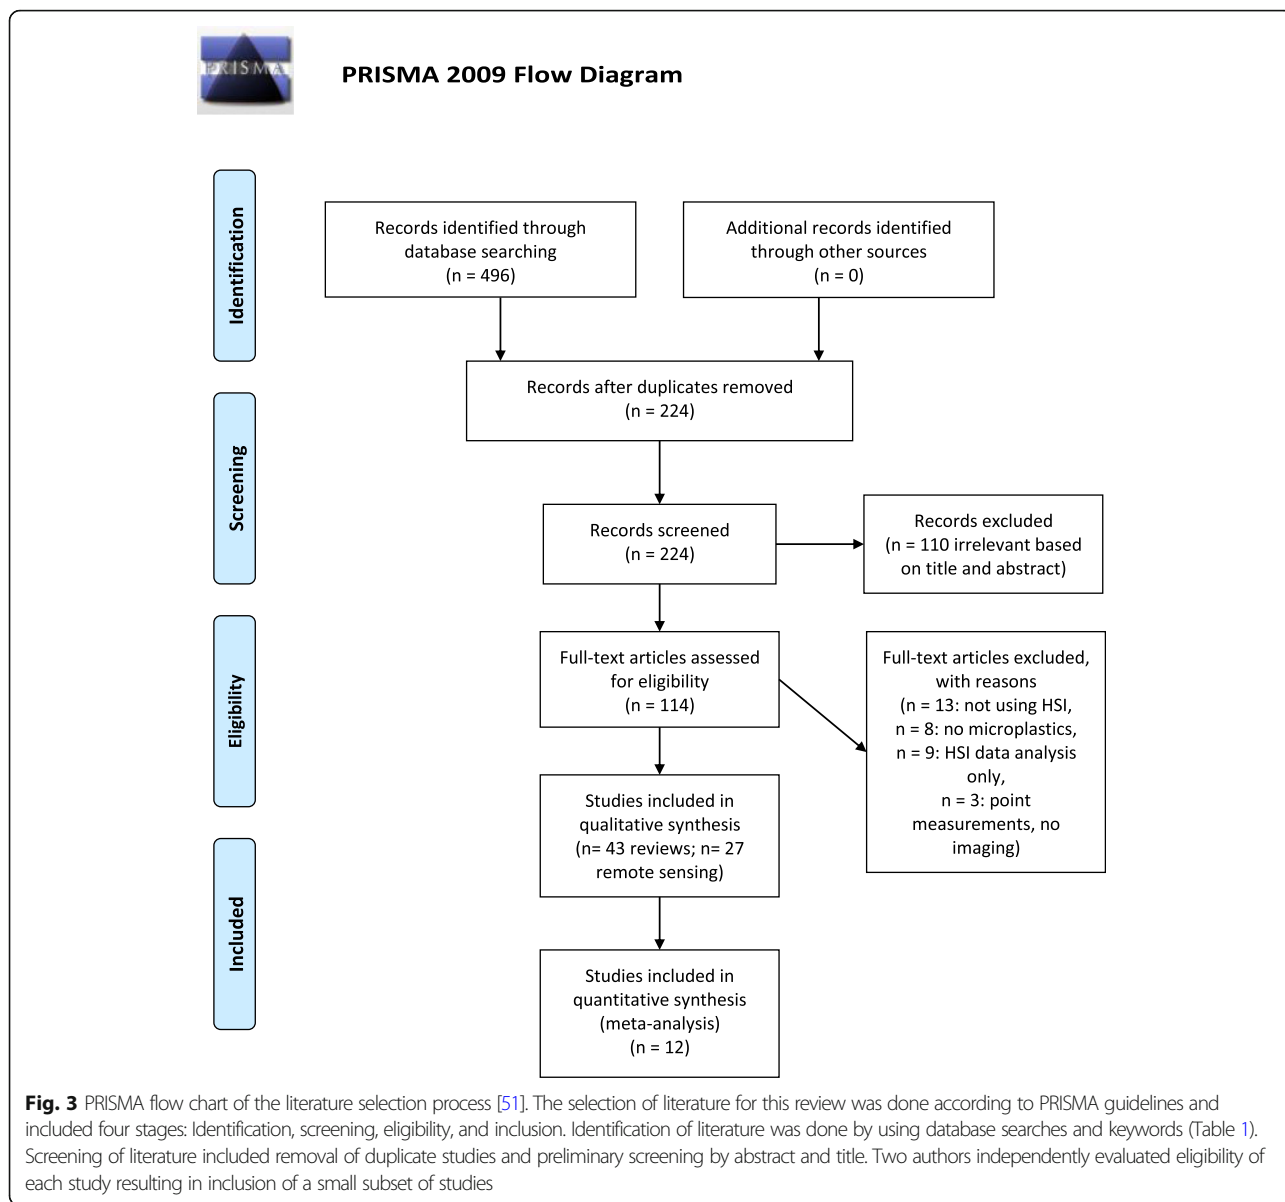 PRISMA
PRISMA 2009 Flow Diagram
Identification
Records identified through
database searching
(n = 496)
Additional records identified
through other sources
(n = 0)
Records after duplicates removed
(n = 224)
Screening
Records screened
(n = 224)
Records excluded
(n = 110 irrelevant based
on title and abstract)
Eligibility
Full-text articles assessed
for eligibility
(n = 114)
Full-text articles excluded,
with reasons
(n = 13: not using HSI,
n = 8: no microplastics,
n = 9: HSI data analysis
only,
n = 3: point
measurements, no
imaging)
Studies included in
qualitative synthesis
(n= 43 reviews; n= 27
remote sensing)
Included
Studies included in
quantitative synthesis
(meta-analysis)
(n = 12)
Fig. 3 PRISMA flow chart of the literature selection process [51]. The selection of literature for this review was done according to PRISMA guidelines and
included four stages: Identification, screening, eligibility, and inclusion. Identification of literature was done by using database searches and keywords (Table 1).
Screening of literature included removal of duplicate studies and preliminary screening by abstract and title. Two authors independently evaluated eligibility of
each study resulting in inclusion of a small subset of studies